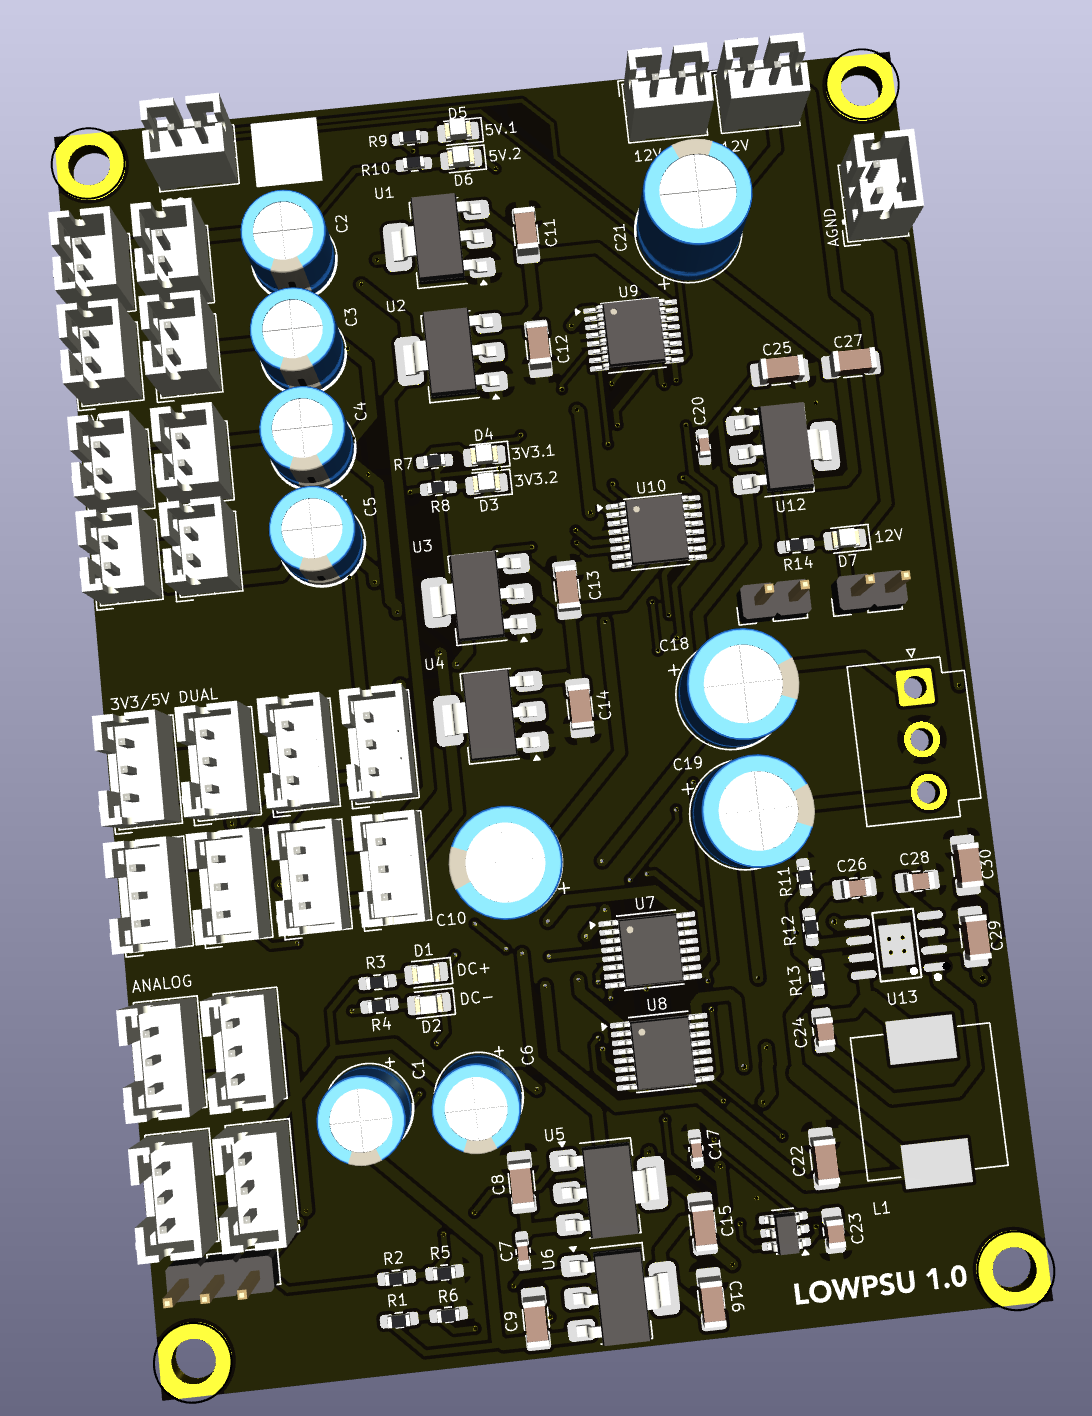 D5
R9
5V.1
R10
5V.2
D6
U1
12V
12V
C2
C11
C21
AGND
+
U9
U2
C3
C12
C25
C27
C4
C20
D4
3V3.1
R7
3V3.2
R8
D3
U10
U12
C5
U3
12V
R14
D7
C13
C18
+
U4
3V3/5V DUAL
C14
C19
+
C10
+
R11
C26
C28
C30
U7
R12
C29
ANALOG
R3
D1
DC+
R4
D2
DC-
R13
U13
U8
C24
+
C1
+
C6
U5
C17
C22
C8
C15
L1
C23
C7
U6
R2
R5
R1
R6
C9
C16
LOWPSU 1.0